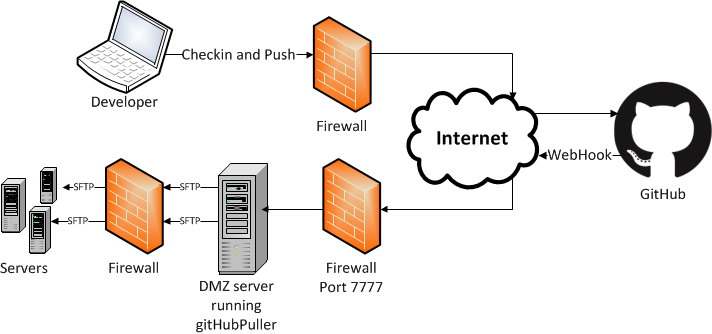 Checkin and Push
Developer
Firewall
Internet
WebHook
GitHub
SFTP
SFTP
SFTP
SFTP
Servers
Firewall
DMZ server
running
gitHubPuller
Firewall
Port 7777